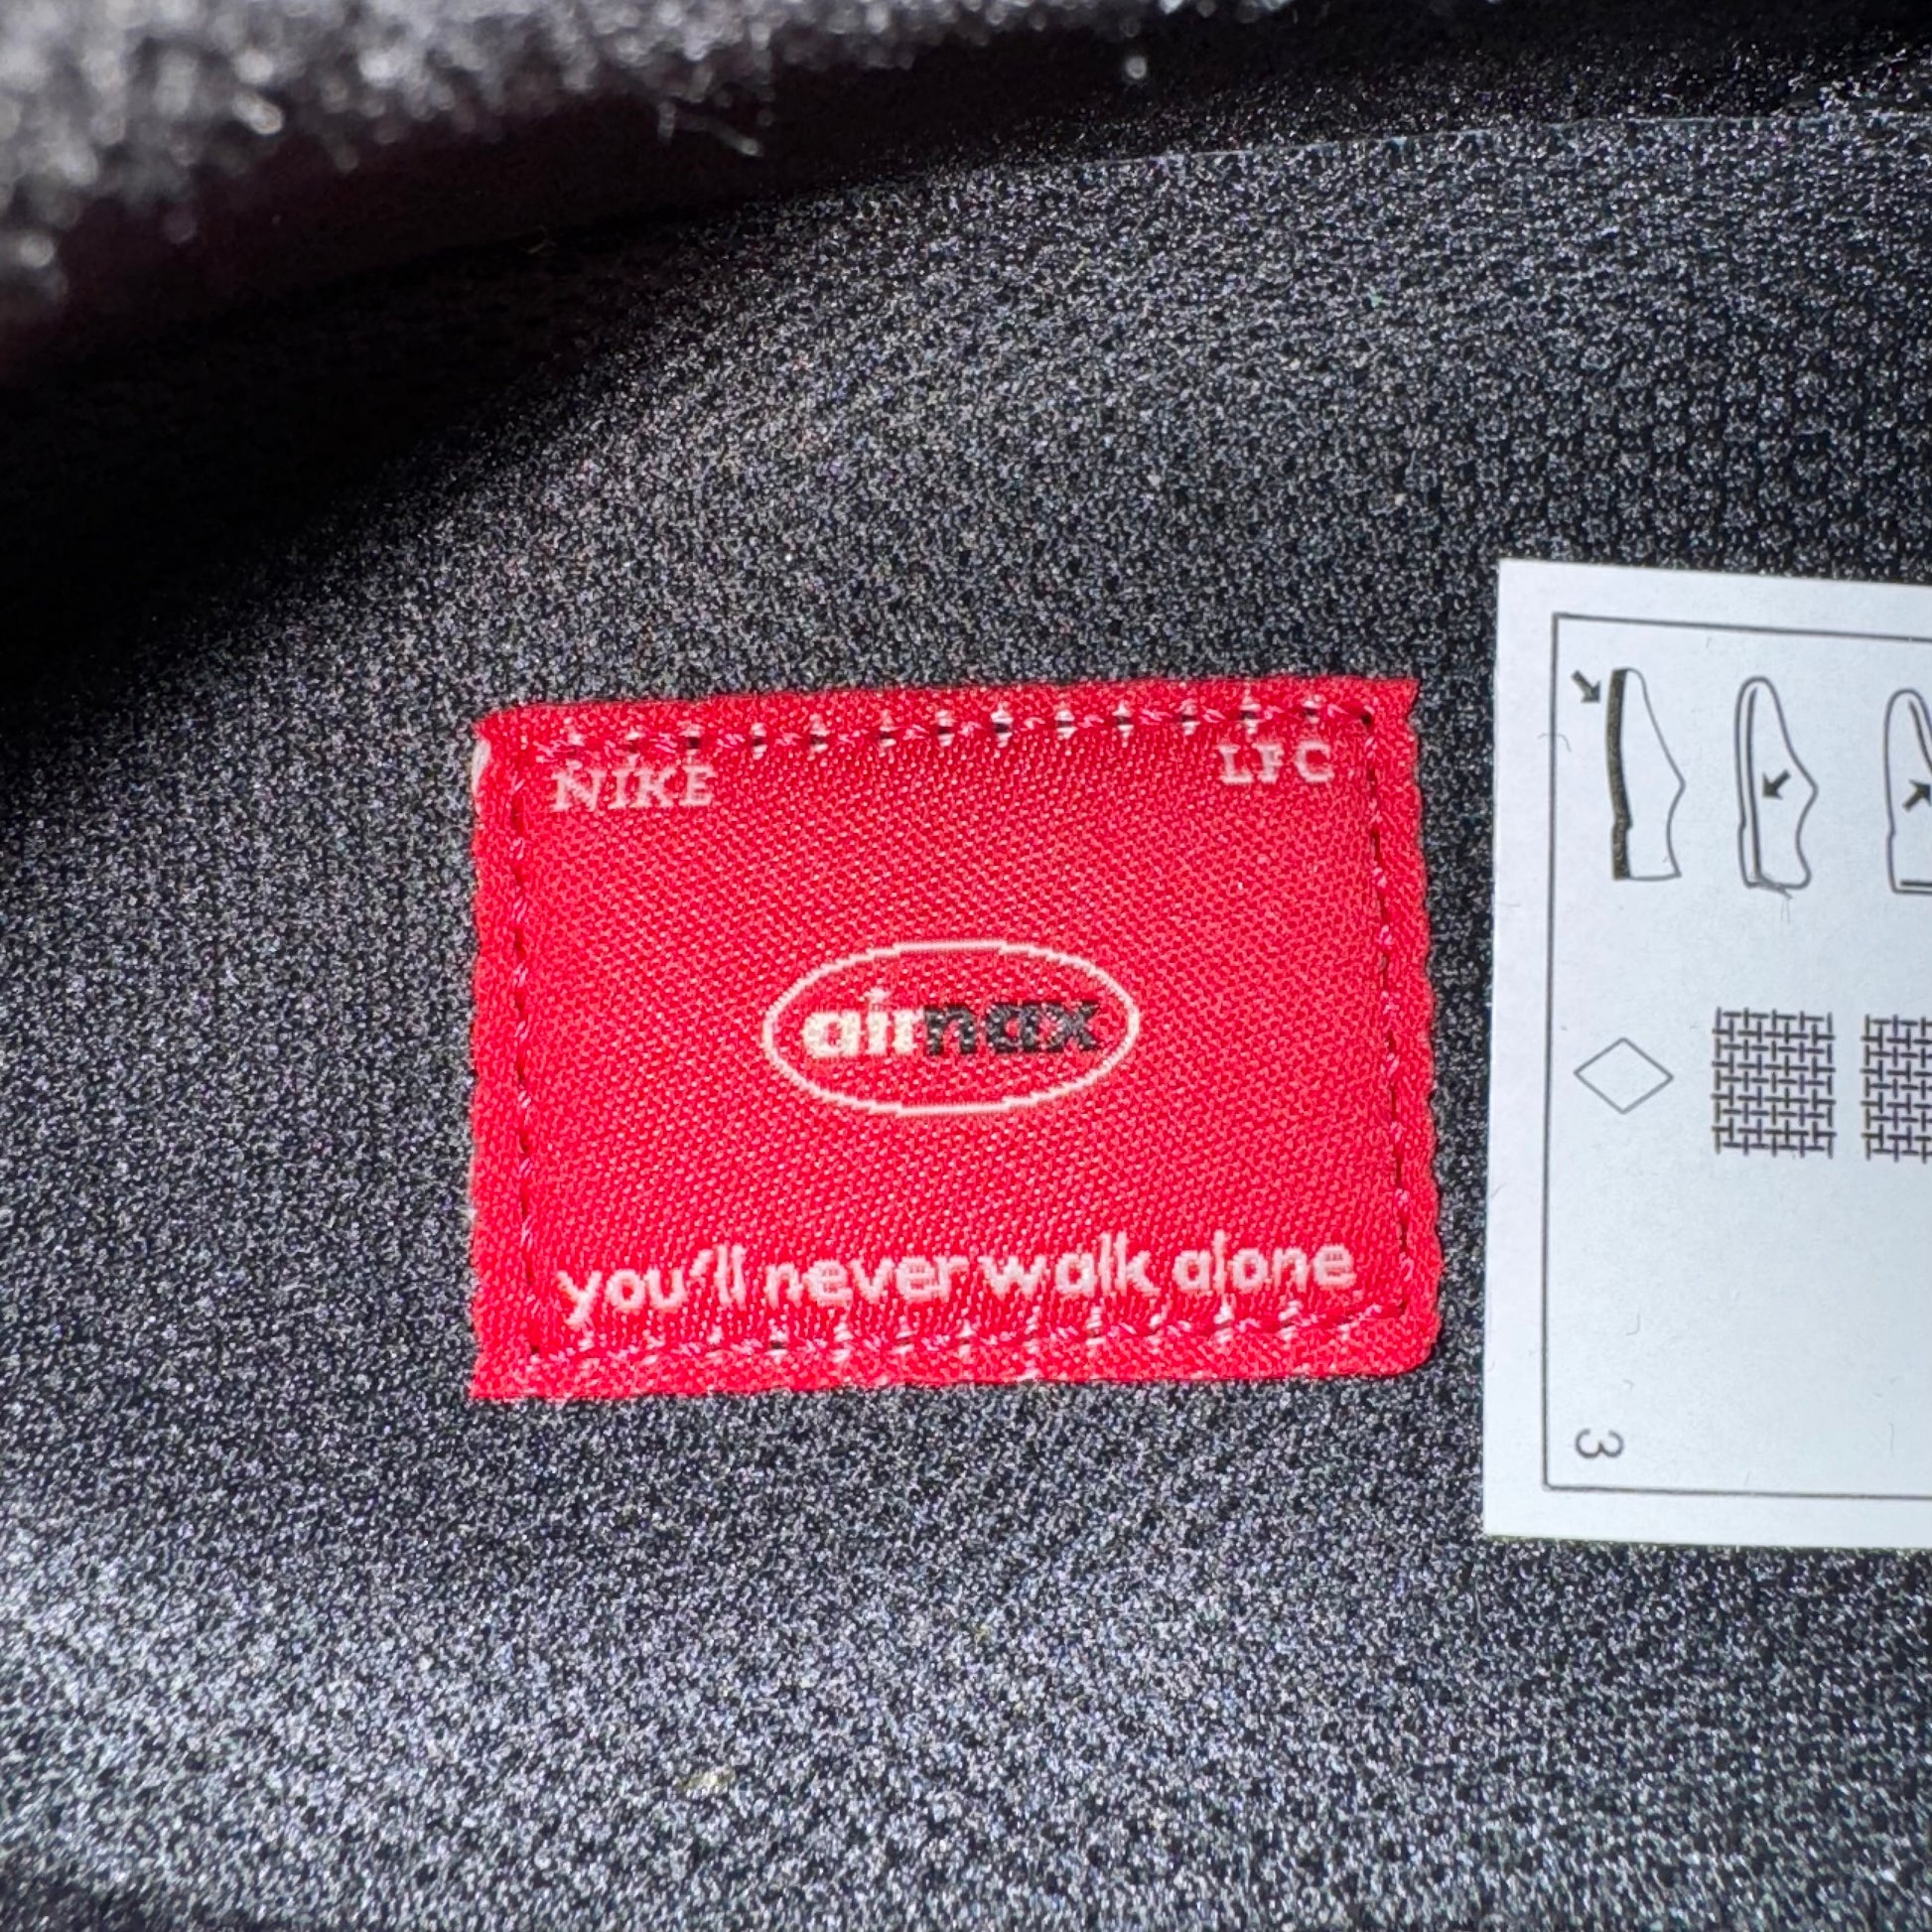 NIKE LFC
airmax
you'll never walk alone
3